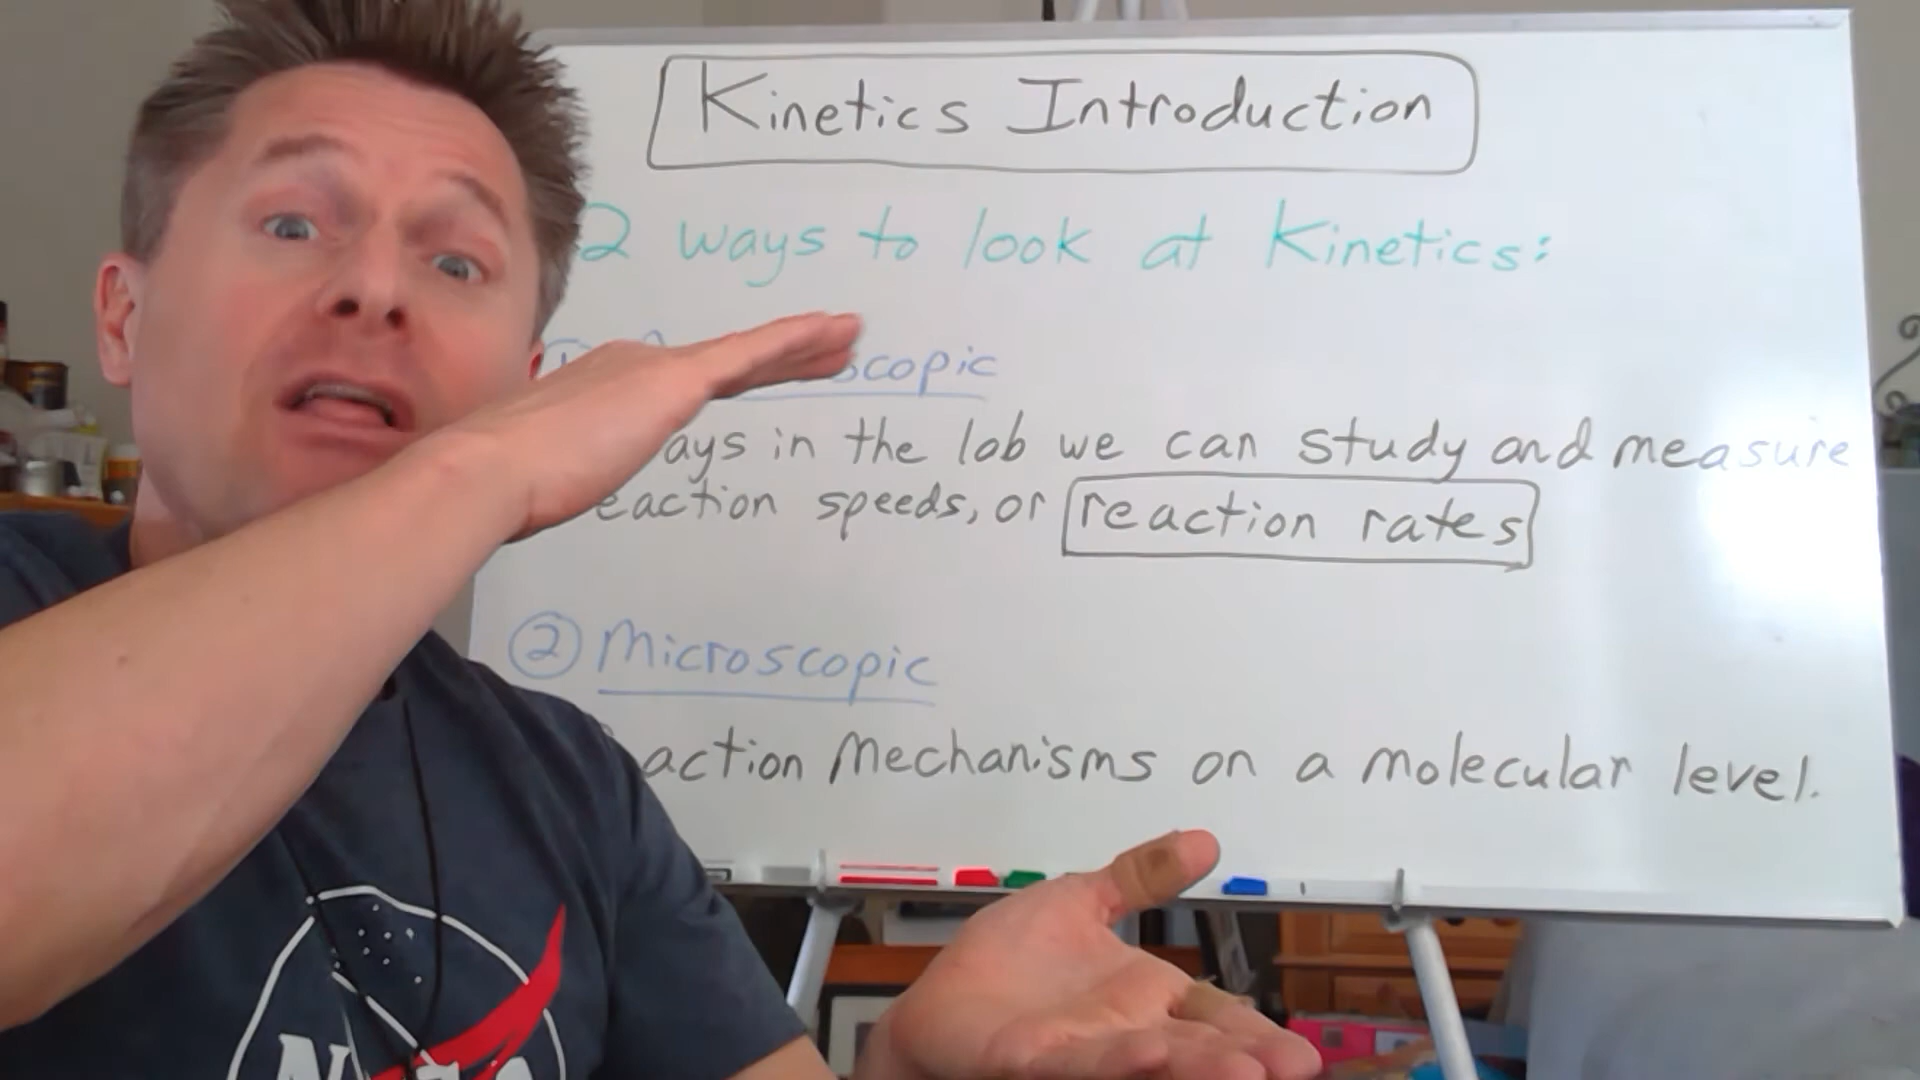 Kinetics Introduction
2 ways to look at Kinetics:
scopic
ays in the lab we can study and measure
eaction speeds, or reaction rates
② Microscopic
action Mechanisms on a molecular level.